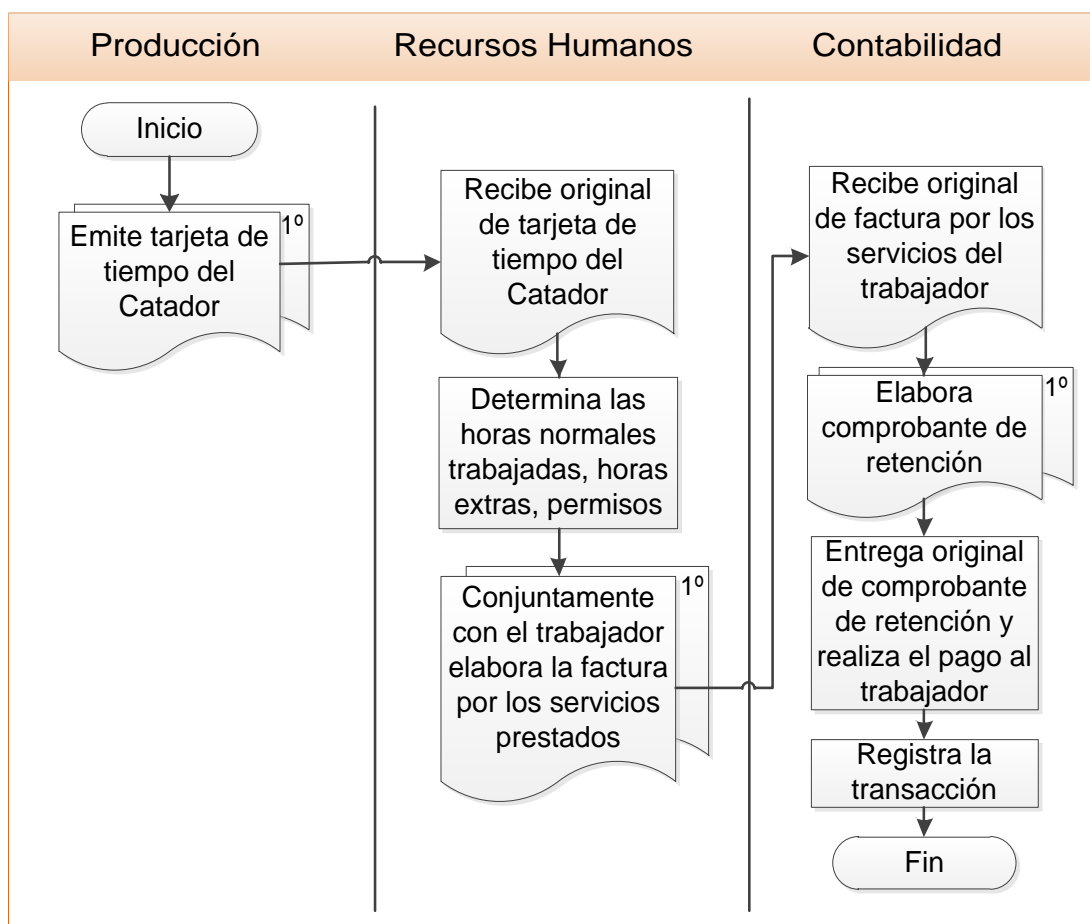 Producción
Recursos Humanos
Contabilidad
Inicio
Emite tarjeta de
tiempo del
Catador
1º
Recibe original
de tarjeta de
tiempo del
Catador
Determina las
horas normales
trabajadas, horas
extras, permisos
Conjuntamente
con el trabajador
elabora la factura
por los servicios
prestados
1º
Recibe original
de factura por los
servicios del
trabajador
Elabora
comprobante de
retención
1º
Entrega original
de comprobante
de retención y
realiza el pago al
trabajador
Registra la
transacción
Fin